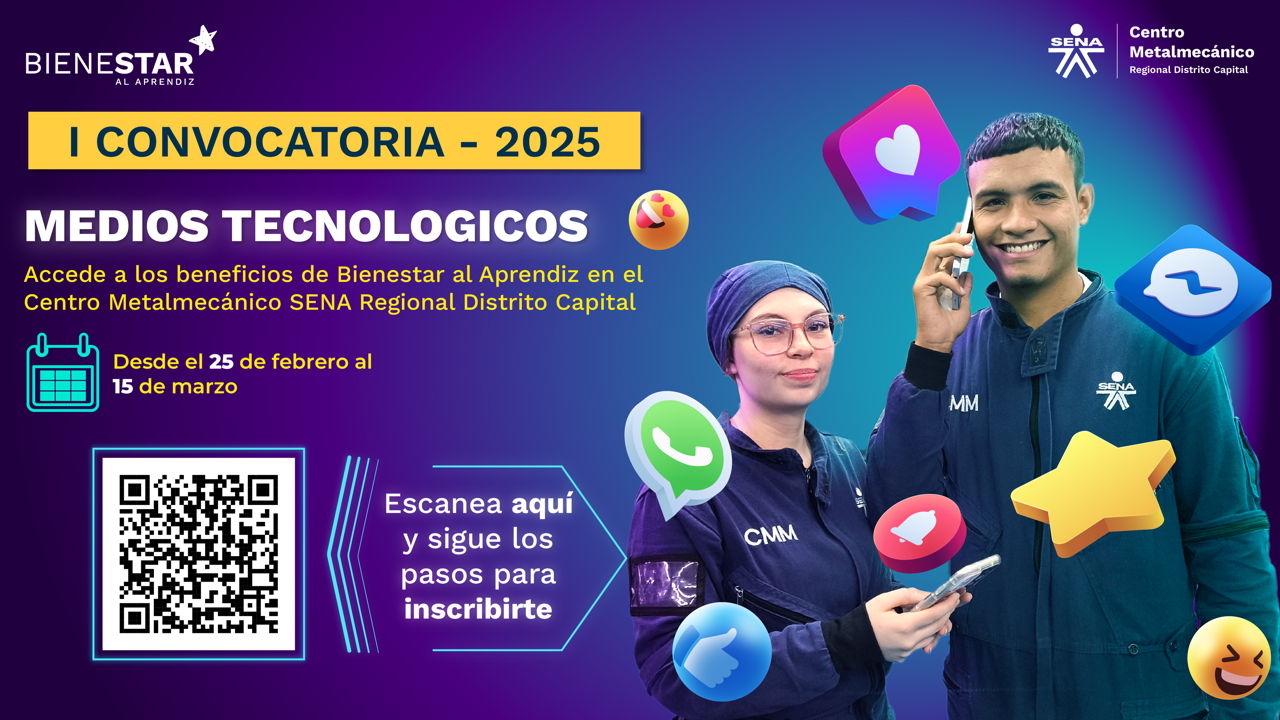 BIENESTAR
AL APRENDIZ
SENA
Centro
Metalmecánico
Regional Distrito Capital
I CONVOCATORIA - 2025
MEDIOS TECNOLOGICOS
Accede a los beneficios de Bienestar al Aprendiz en el
Centro Metalmecánico SENA Regional Distrito Capital
Desde el 25 de febrero al
15 de marzo
Escanea aquí
y sigue los
pasos para
inscribirte
CMM
SENA
CMM